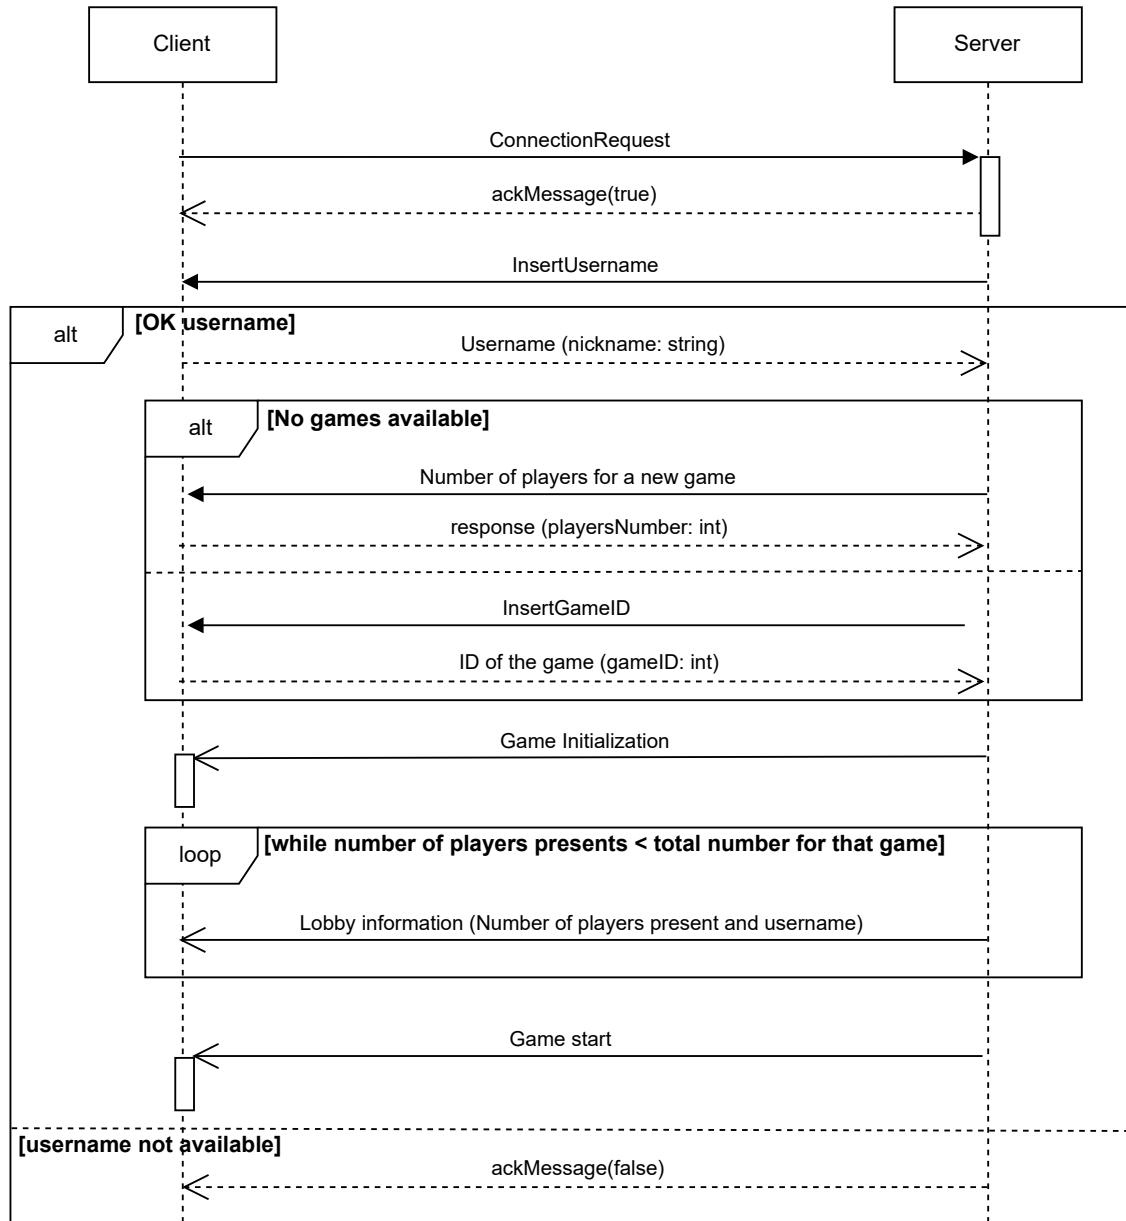 Client
Server
ConnectionRequest
ackMessage(true)
InsertUsername
alt
[OK username]
Username (nickname: string)
alt
[No games available]
Number of players for a new game
response (playersNumber: int)
InsertGameID
ID of the game (gameID: int)
Game Initialization
loop
[while number of players presents < total number for that game]
Lobby information (Number of players present and username)
Game start
[username not available]
ackMessage(false)